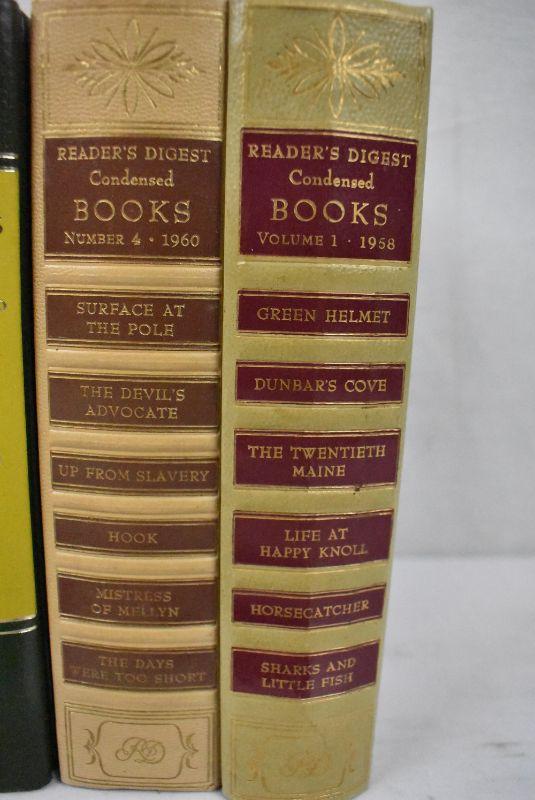 READER'S DIGEST
Condensed
BOOKS
NUMBER 4 · 1960
SURFACE AT
THE POLE
THE DEVIL'S
ADVOCATE
UP FROM SLAVERY
HOOK
MISTRESS
OF MELLYN
THE DAYS
WERE TOO SHORT
RD
READER'S DIGEST
Condensed
BOOKS
VOLUME 1 · 1958
GREEN HELMET
DUNBAR'S COVE
THE TWENTIETH
MAINE
LIFE AT
HAPPY KNOLL
HORSECATCHER
SHARKS AND
LITTLE FISH
RD